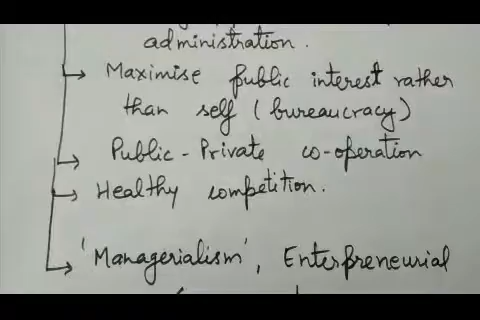 administration.
→ Maximise public interest rather
than self (bureaucracy)
→ Public - Private co-operation
→ Healthy competition.
→ 'Managerialism', Enterpreneurial